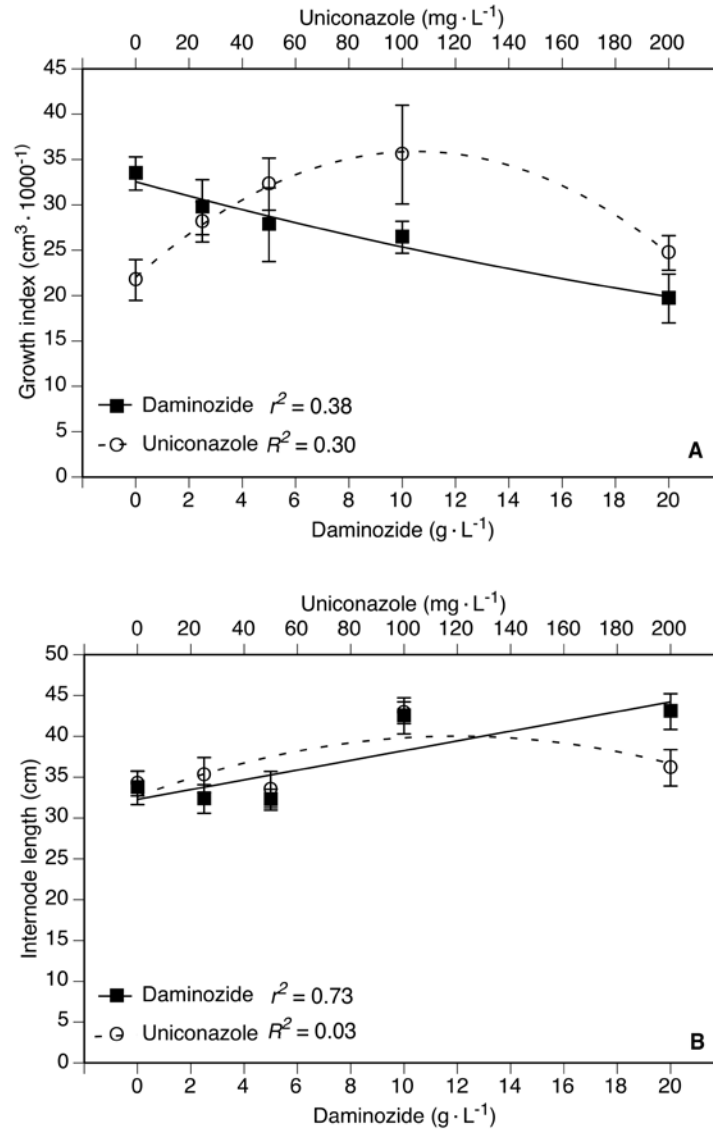 Uniconazole (mg · L⁻¹)
0 20 40 60 80 100 120 140 160 180 200
45
40
35
30
25
20
15
10
5
0
Growth index (cm³ · 1000⁻¹)
Daminozide r² = 0.38
Uniconazole R² = 0.30
A
0 2 4 6 8 10 12 14 16 18 20
Daminozide (g · L⁻¹)
Uniconazole (mg · L⁻¹)
0 20 40 60 80 100 120 140 160 180 200
50
45
40
35
30
25
20
15
10
5
0
Internode length (cm)
Daminozide r² = 0.73
Uniconazole R² = 0.03
B
0 2 4 6 8 10 12 14 16 18 20
Daminozide (g · L⁻¹)